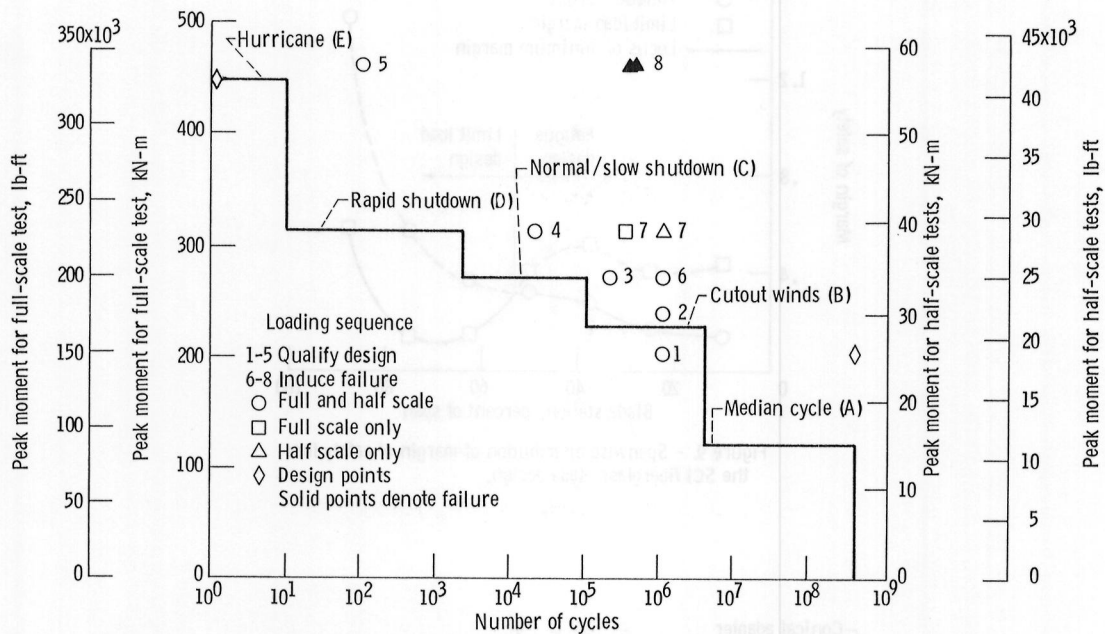 Peak moment for full-scale test, lb-ft
350x10³
300
250
200
150
100
50
0
Peak moment for full-scale test, kN-m
500
400
300
200
100
0
Hurricane (E)
5
8
Rapid shutdown (D)
Normal/slow shutdown (C)
4
7
7
3
6
2
Cutout winds (B)
1
Median cycle (A)
Loading sequence
1-5 Qualify design
6-8 Induce failure
Full and half scale
Full scale only
Half scale only
Design points
Solid points denote failure
10⁰
10¹
10²
10³
10⁴
10⁵
10⁶
10⁷
10⁸
10⁹
Number of cycles
60
50
40
30
20
10
0
Peak moment for half-scale tests, kN-m
45x10³
40
35
30
25
20
15
10
5
0
Peak moment for half-scale tests, lb-ft